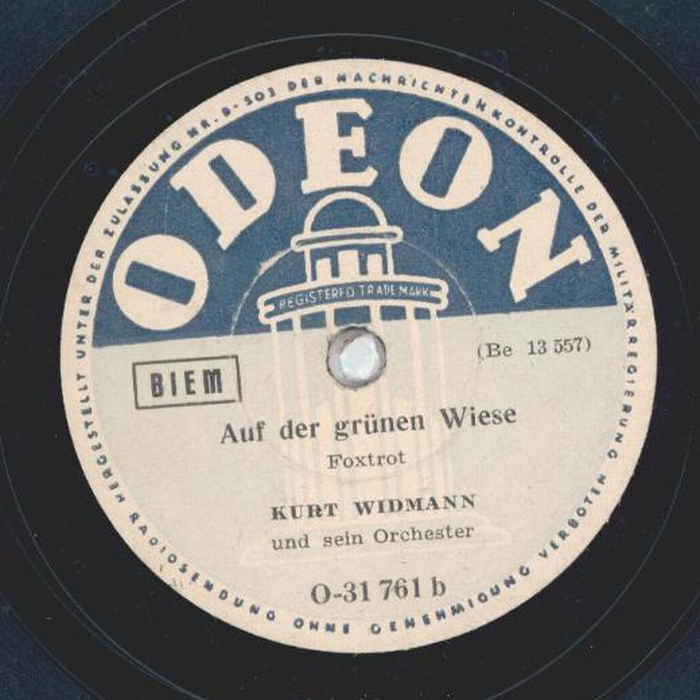 HERGESTELLT UNTER DER ZULASSUNG NR. B-503 DER NACHRICHTENKONTROLLE DER MILITÄRREGIERUNG
ODEON
REGISTERED TRADE MARK
BIEM
(Be 13 557)
Auf der grünen Wiese
Foxtrot
KURT WIDMANN
und sein Orchester
O-31 761 b
RADIOSENDUNG OHNE GENEHMIGUNG VERBOTEN